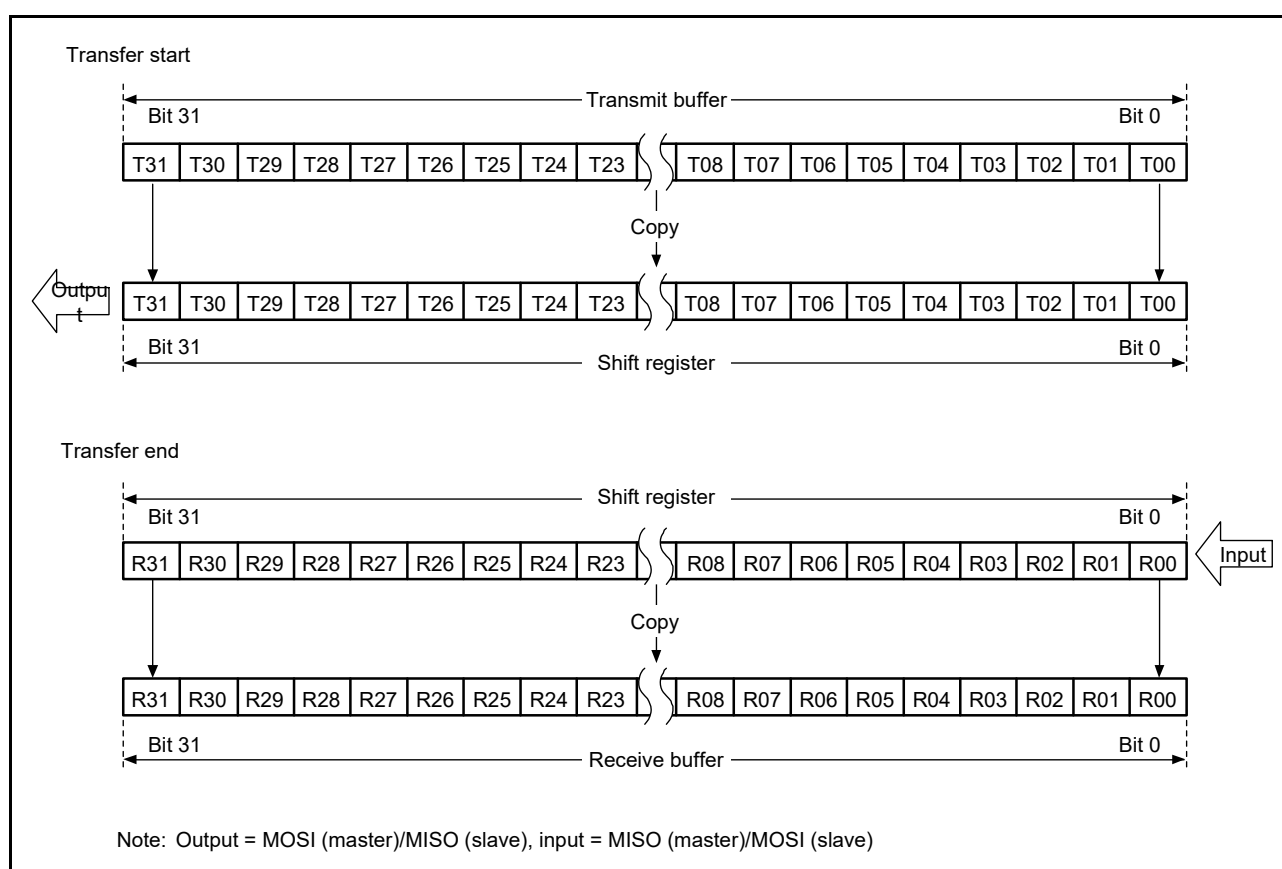 Transfer start
Transmit buffer
Bit 31 Bit 0
T31 T30 T29 T28 T27 T26 T25 T24 T23 T08 T07 T06 T05 T04 T03 T02 T01 T00
Copy
Outpu
t
T31 T30 T29 T28 T27 T26 T25 T24 T23 T08 T07 T06 T05 T04 T03 T02 T01 T00
Bit 31 Bit 0
Shift register
Transfer end
Shift register
Bit 31 Bit 0
R31 R30 R29 R28 R27 R26 R25 R24 R23 R08 R07 R06 R05 R04 R03 R02 R01 R00
Input
Copy
R31 R30 R29 R28 R27 R26 R25 R24 R23 R08 R07 R06 R05 R04 R03 R02 R01 R00
Bit 31 Bit 0
Receive buffer
Note: Output = MOSI (master)/MISO (slave), input = MISO (master)/MOSI (slave)